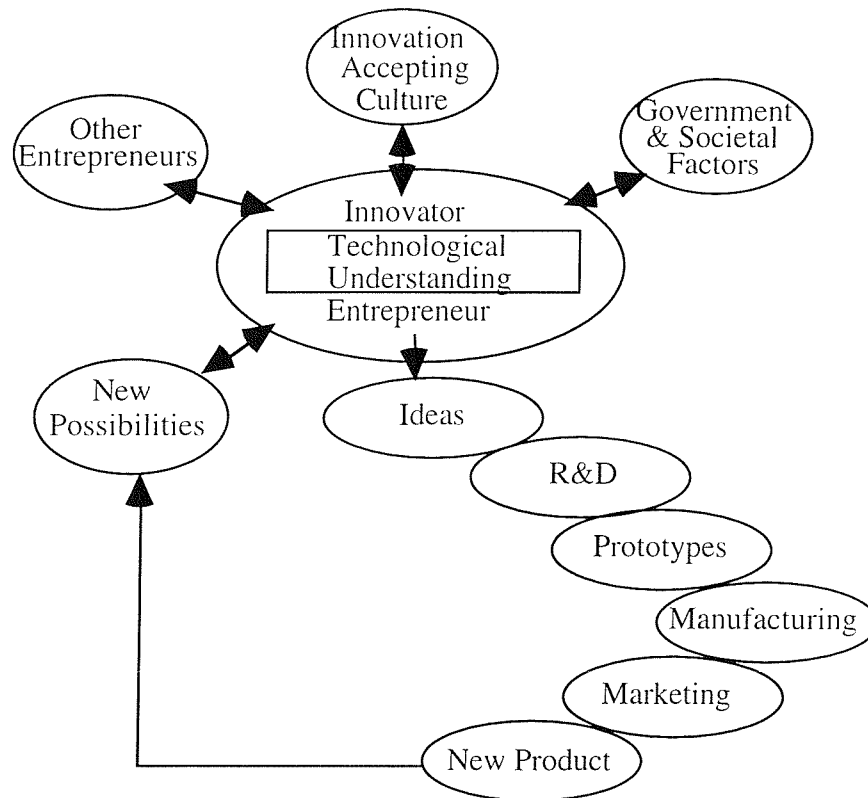 Innovation
Accepting
Culture
Other
Entrepreneurs
Government
& Societal
Factors
Innovator
Technological
Understanding
Entrepreneur
New
Possibilities
Ideas
R&D
Prototypes
Manufacturing
Marketing
New Product